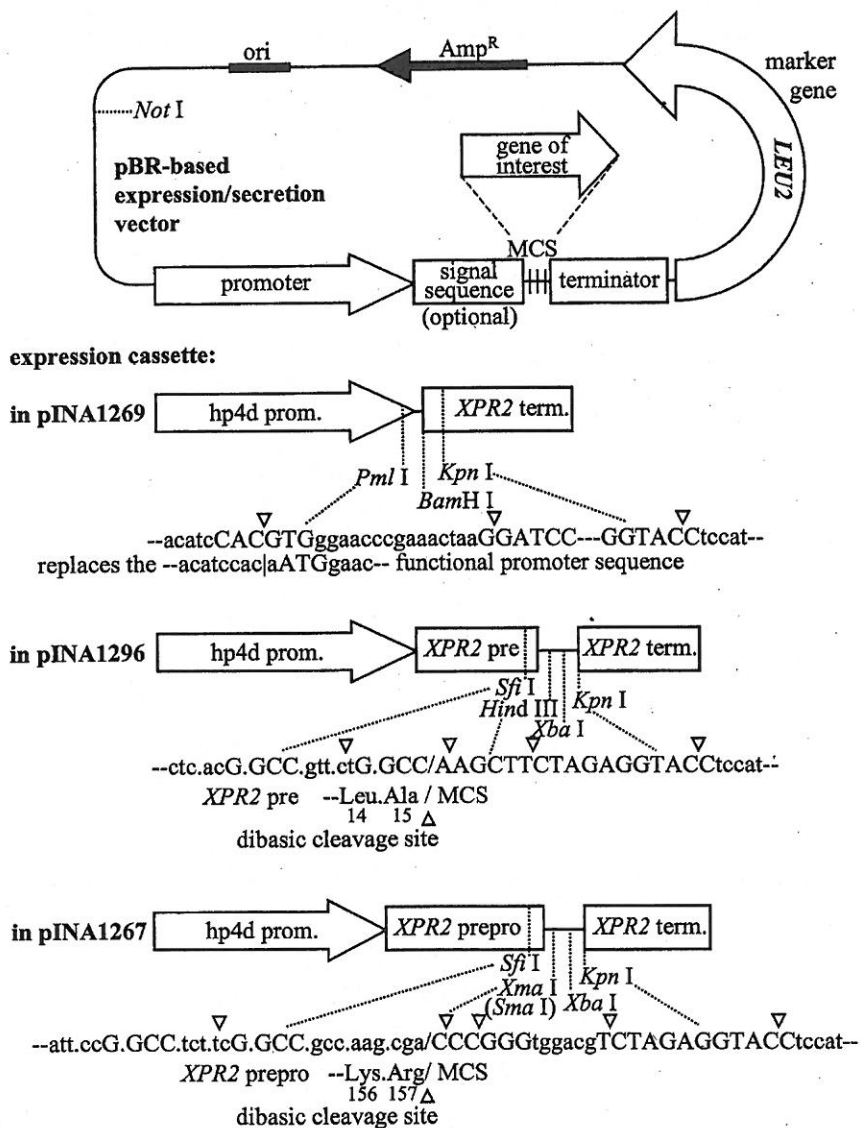 ori
Amp^R
marker
gene
Not I
gene of
interest
LEU2
pBR-based
expression/secretion
vector
MCS
promoter
signal
sequence
terminator
(optional)
expression cassette:
in pINA1269
hp4d prom.
XPR2 term.
Pml I
Kpn I
BamH I
--acatcCACGTGggaacccgaaactaaGGATCC---GGTACCtccat--
replaces the --acatccac|aATGgaac-- functional promoter sequence
in pINA1296
hp4d prom.
XPR2 pre
XPR2 term.
Sfi I
Hind III
Kpn I
Xba I
--ctc.acG.GCC.gtt.ctG.GCC/AAGCTTCTAGAGGTACCtccat--
XPR2 pre --Leu.Ala / MCS
14 15
dibasic cleavage site
in pINA1267
hp4d prom.
XPR2 prepro
XPR2 term.
Sfi I
Xma I
Kpn I
(Sma I)
Xba I
--att.ccG.GCC.tct.tcG.GCC.gcc.aag.cga/CCCGGGtggacgTCTAGAGGTACCtccat--
XPR2 prepro --Lys.Arg/ MCS
156 157
dibasic cleavage site